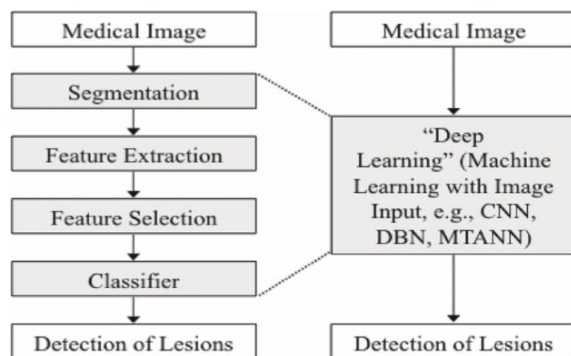 Medical Image
Segmentation
Feature Extraction
Feature Selection
Classifier
Detection of Lesions
Medical Image
“Deep
Learning” (Machine
Learning with Image
Input, e.g., CNN,
DBN, MTANN)
Detection of Lesions